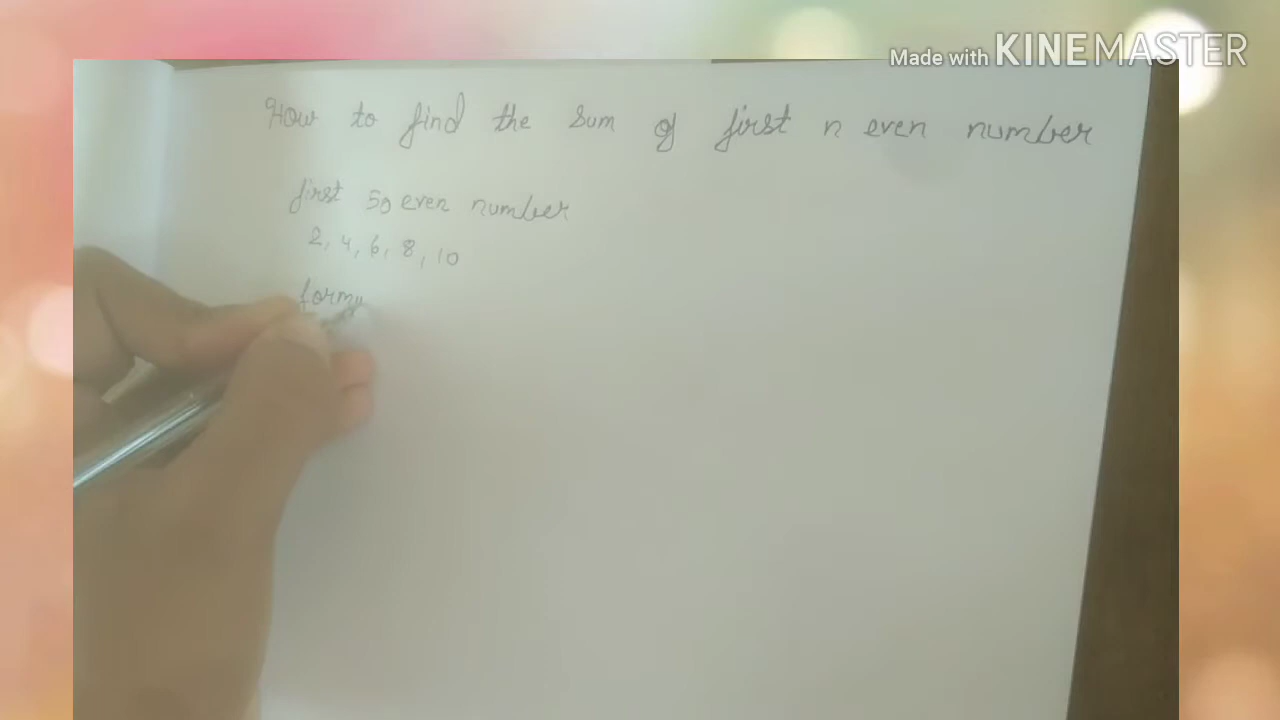 Made with KINEMASTER
How to find the sum of first n even number
first 50 even number
2, 4, 6, 8, 10
formu